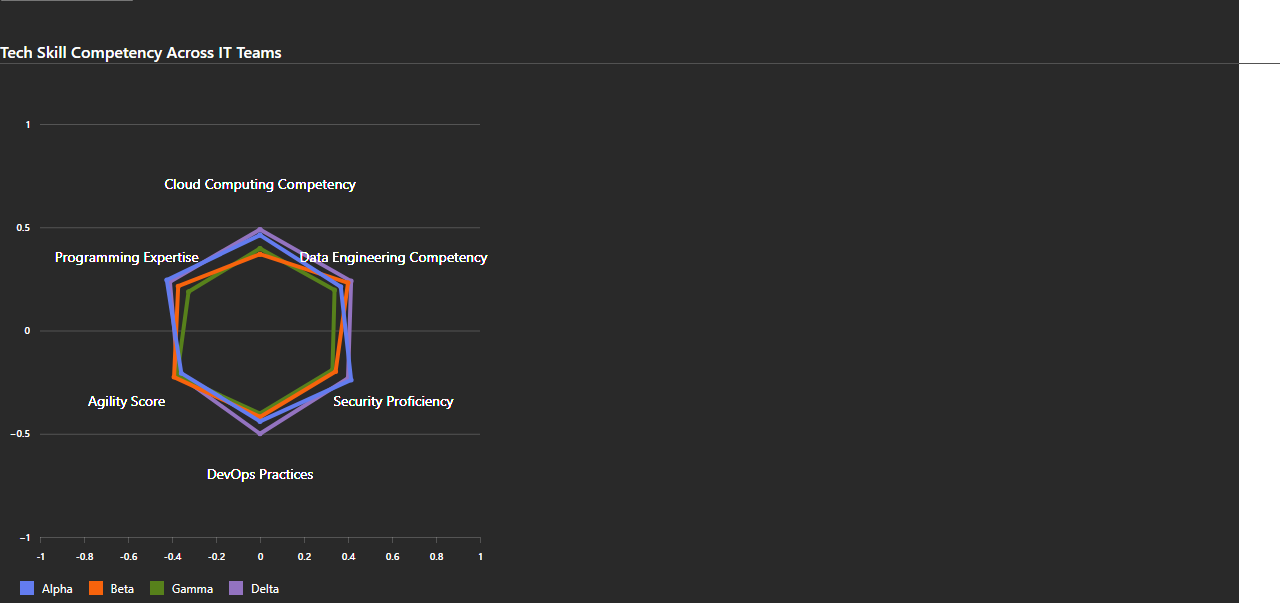 Tech Skill Competency Across IT Teams
1
Cloud Computing Competency
0.5
Programming Expertise
Data Engineering Competency
0
Agility Score
Security Proficiency
−0.5
DevOps Practices
−1
-1 -0.8 -0.6 -0.4 -0.2 0 0.2 0.4 0.6 0.8 1
Alpha Beta Gamma Delta